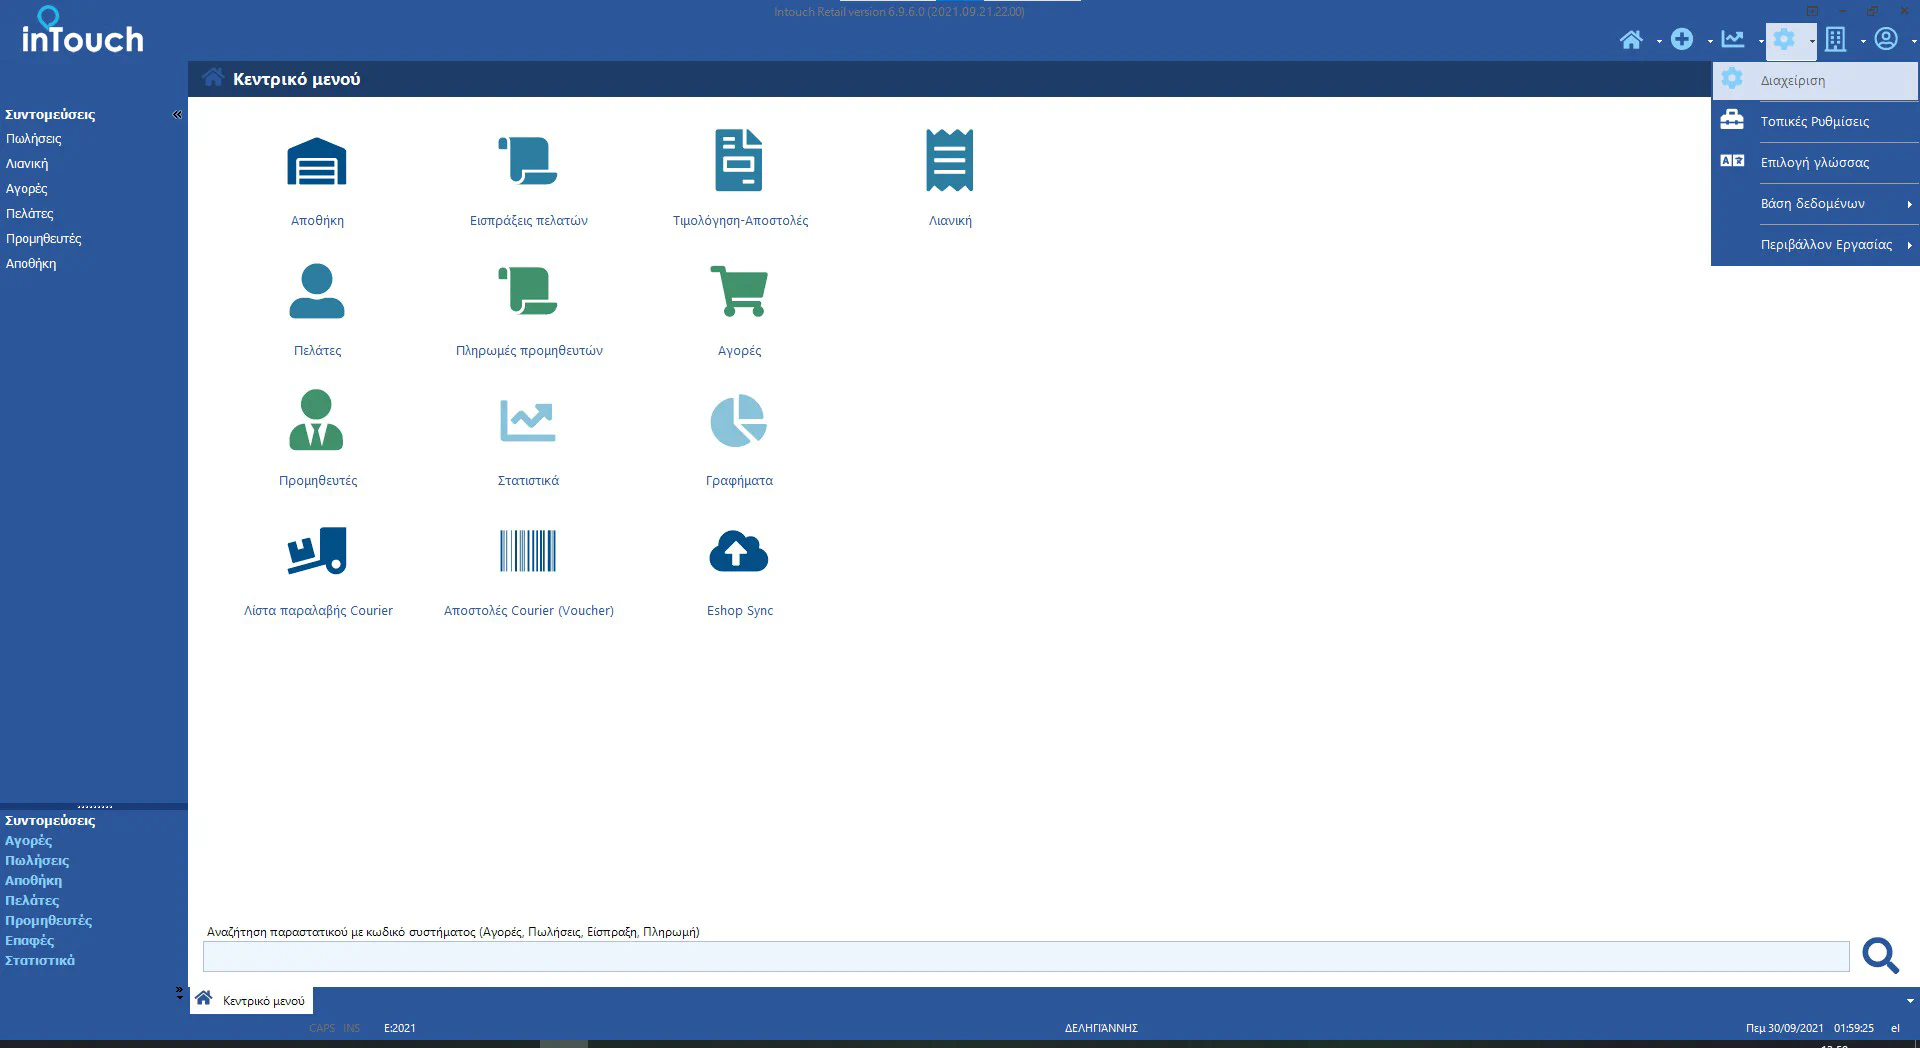 Intouch Retail version 6.9.6.0 (2021.09.21.22.00)
inTouch
Κεντρικό μενού
Διαχείριση
Τοπικές Ρυθμίσεις
Επιλογή γλώσσας
Βάση δεδομένων
Περιβάλλον Εργασίας
Συντομεύσεις
Πωλήσεις
Λιανική
Αγορές
Πελάτες
Προμηθευτές
Αποθήκη
Αποθήκη
Εισπράξεις πελατών
Τιμολόγηση-Αποστολές
Λιανική
Πελάτες
Πληρωμές προμηθευτών
Αγορές
Προμηθευτές
Στατιστικά
Γραφήματα
Λίστα παραλαβής Courier
Αποστολές Courier (Voucher)
Eshop Sync
Συντομεύσεις
Αγορές
Πωλήσεις
Αποθήκη
Πελάτες
Προμηθευτές
Επαφές
Στατιστικά
Αναζήτηση παραστατικού με κωδικό συστήματος (Αγορές, Πωλήσεις, Είσπραξη, Πληρωμή)
Κεντρικό μενού
CAPS INS E:2021 ΔΕΛΗΓΙΆΝΝΗΣ Πεμ 30/09/2021 01:59:25 el